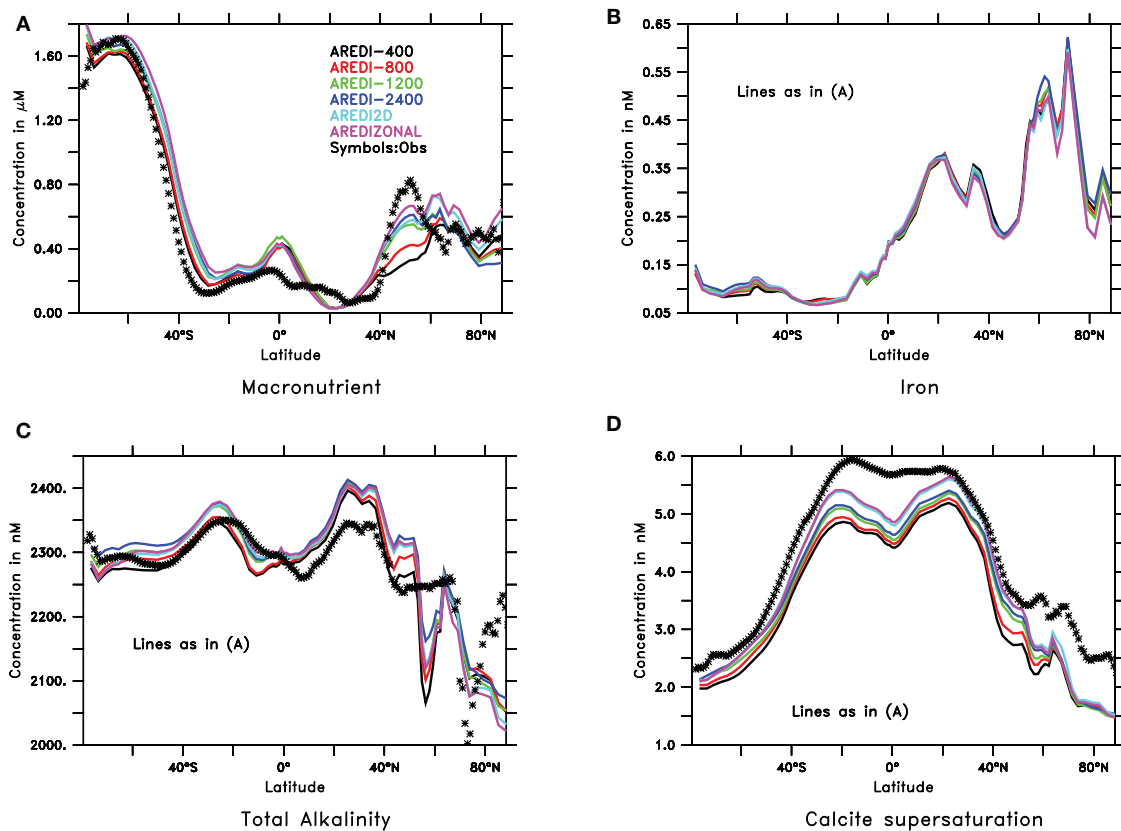 A
Concentration in μM
1.60
1.20
0.80
0.40
0.00
AREDI−400
AREDI−800
AREDI−1200
AREDI−2400
AREDI2D
AREDIZONAL
Symbols:Obs
40°S
0°
40°N
80°N
Latitude
Macronutrient
B
Concentration in nM
0.65
0.55
0.45
0.35
0.25
0.15
0.05
Lines as in (A)
40°S
0°
40°N
80°N
Latitude
Iron
C
Concentration in nM
2400.
2300.
2200.
2100.
2000.
Lines as in (A)
40°S
0°
40°N
80°N
Latitude
Total Alkalinity
D
Concentration in nM
6.0
5.0
4.0
3.0
2.0
1.0
Lines as in (A)
40°S
0°
40°N
80°N
Latitude
Calcite supersaturation